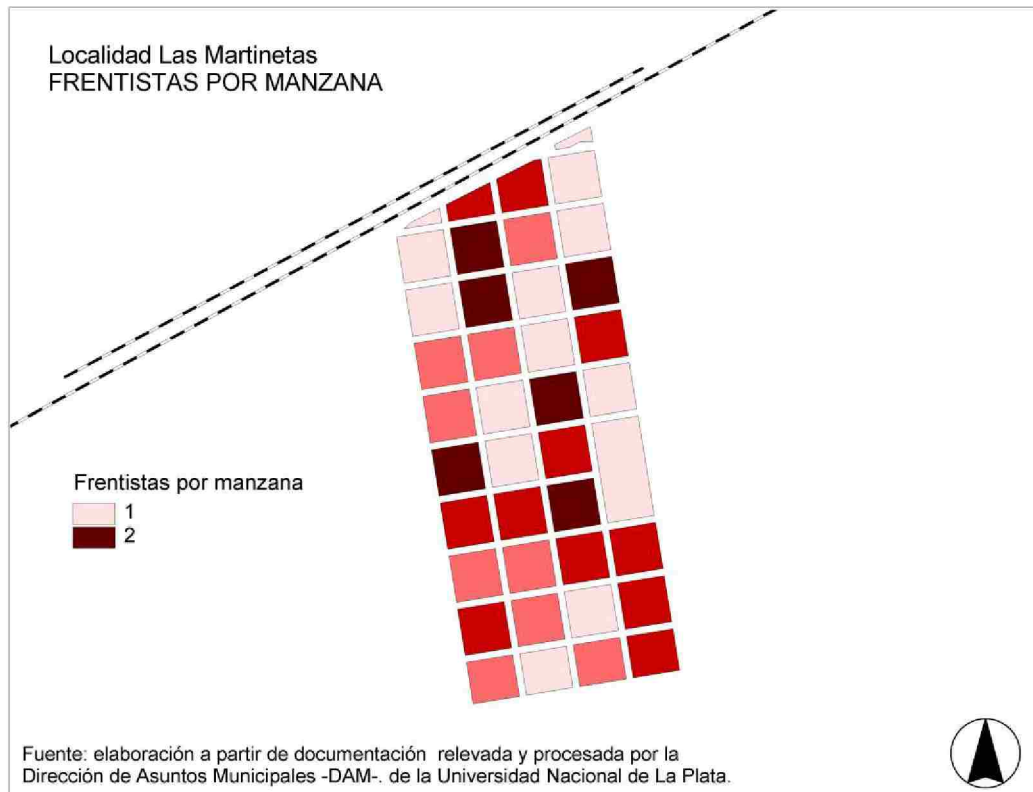 Localidad Las Martinetas
FRENTISTAS POR MANZANA
Frentistas por manzana
1
2
Fuente: elaboración a partir de documentación relevada y procesada por la
Dirección de Asuntos Municipales -DAM-. de la Universidad Nacional de La Plata.